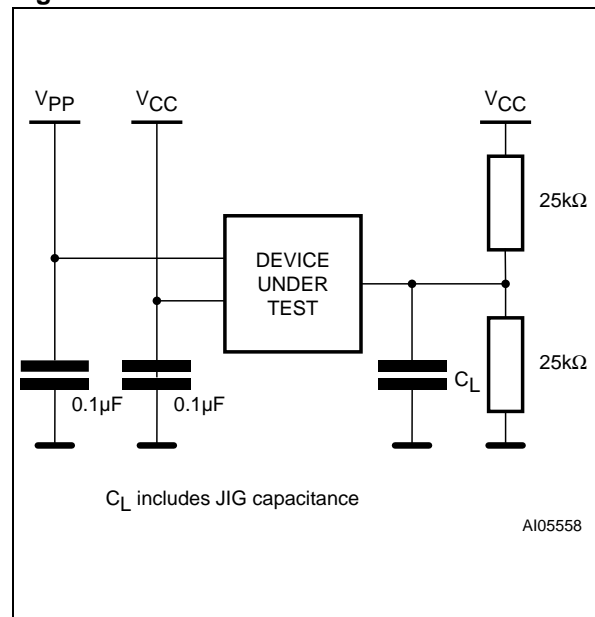 VPP
VCC
VCC
25kΩ
DEVICE
UNDER
TEST
25kΩ
CL
0.1µF
0.1µF
CL includes JIG capacitance
AI05558